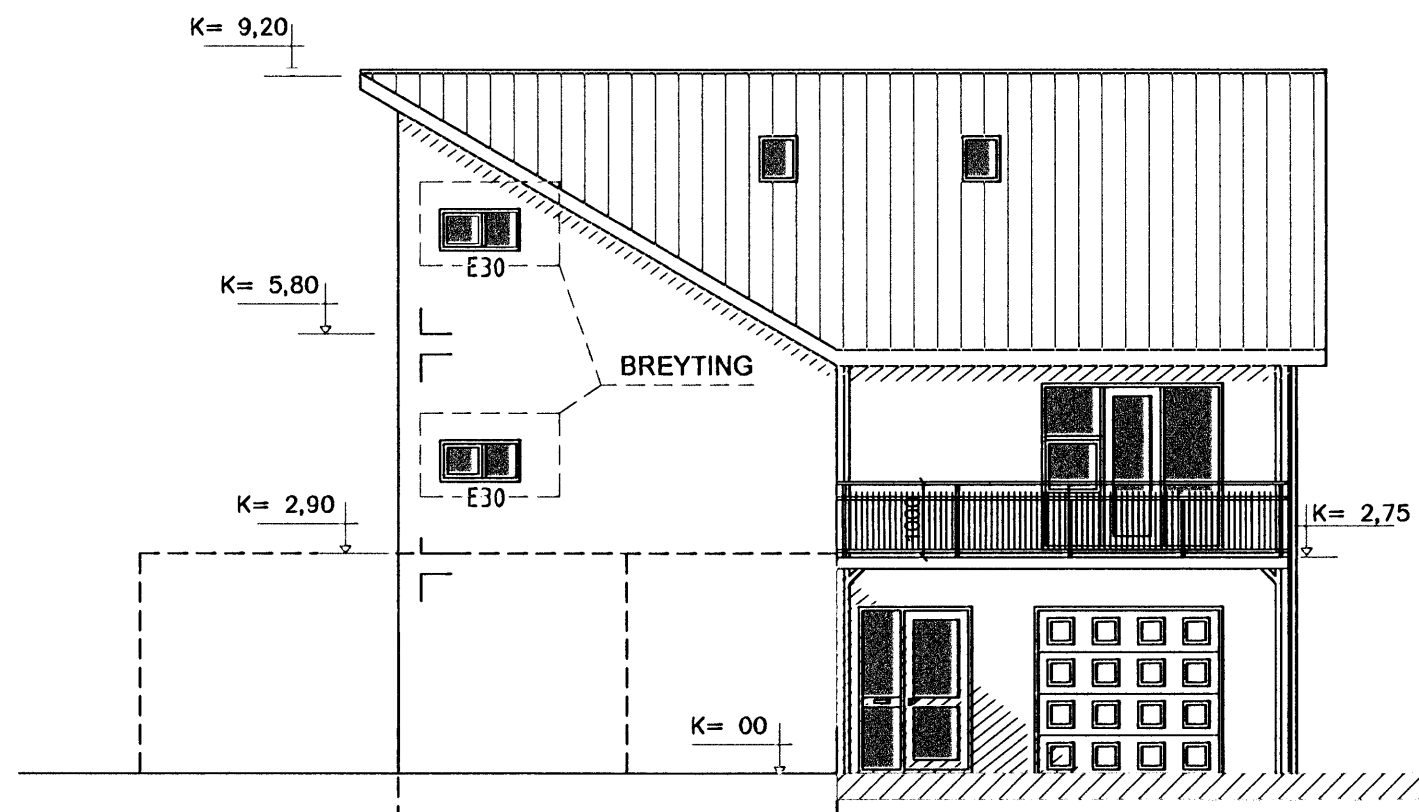 K= 9,20
E30
K= 5,80
BREYTING
E30
K= 2,90
1000
K= 2,75
K= 00